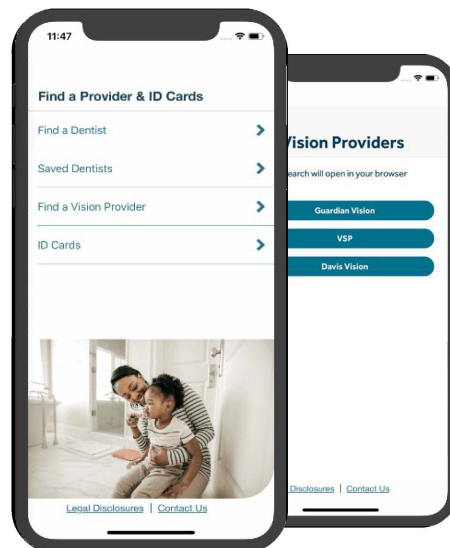 11:47
Find a Provider & ID Cards
Find a Dentist
Saved Dentists
Find a Vision Provider
ID Cards
Legal Disclosures | Contact Us
Vision Providers
earch will open in your browser
Guardian Vision
VSP
Davis Vision
Disclosures | Contact Us